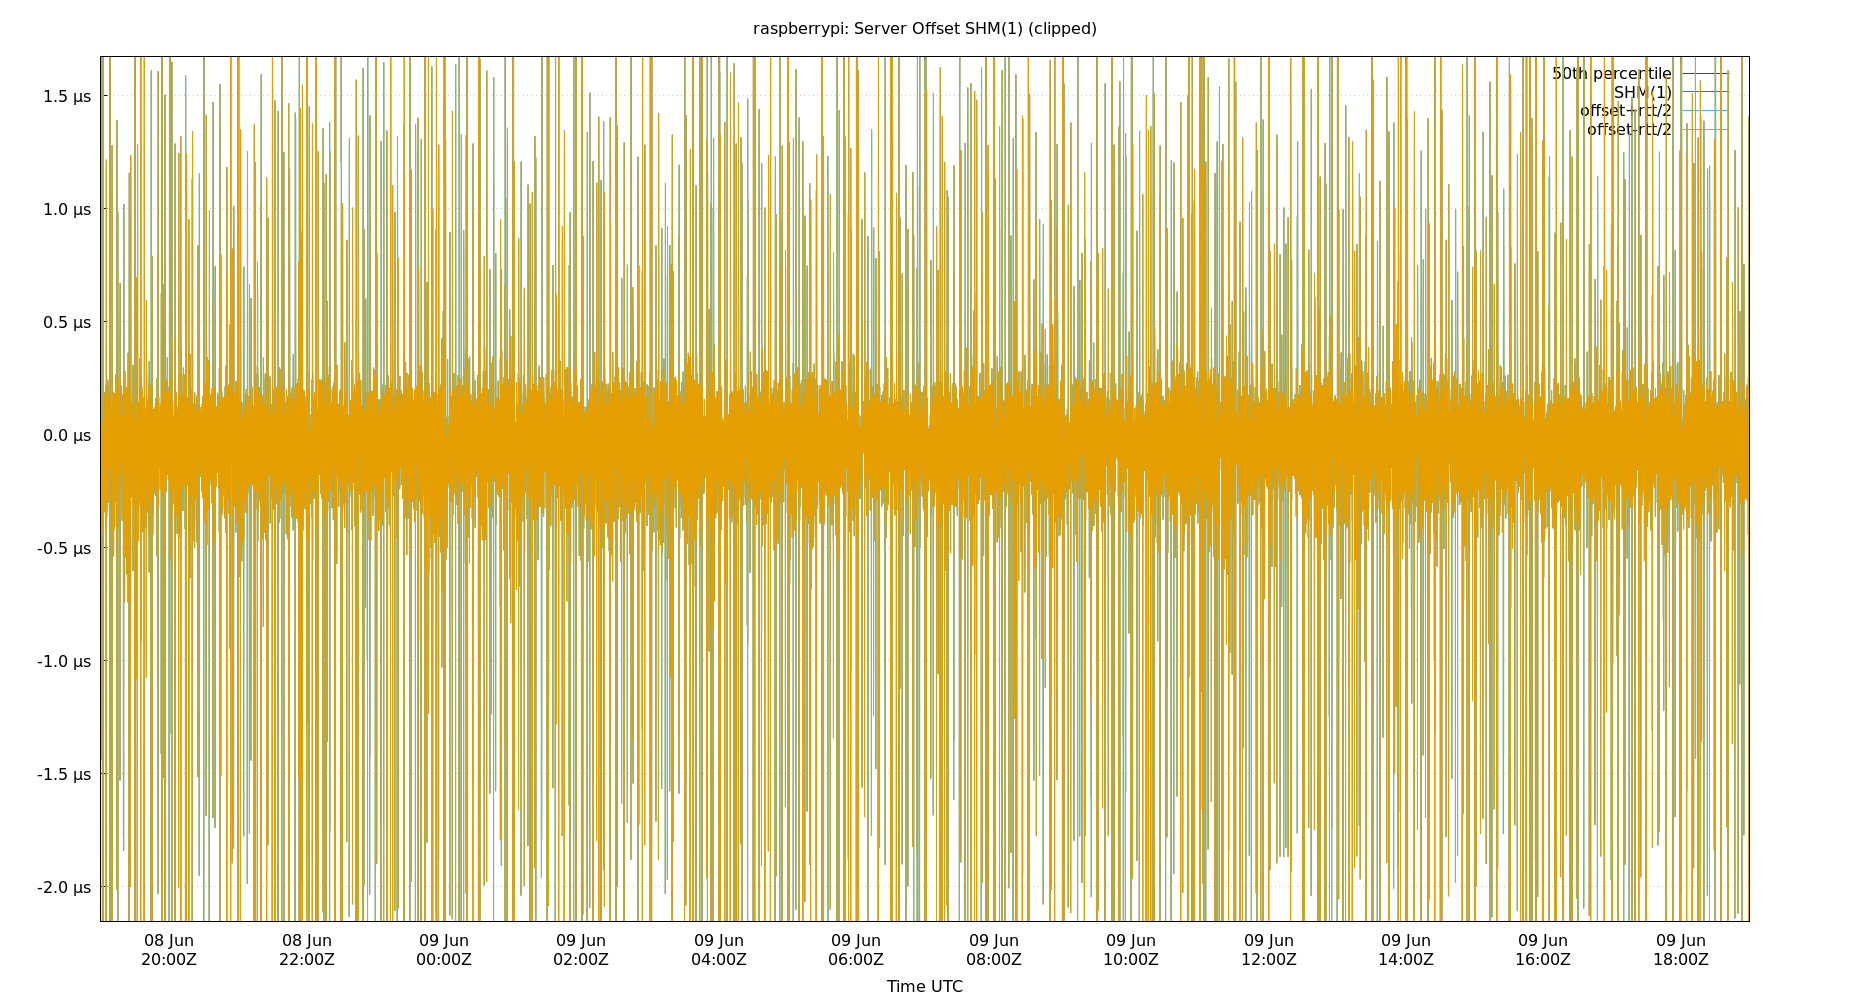 raspberrypi: Server Offset SHM(1) (clipped)
50th percentile
SHM(1)
offset+rtt/2
offset-rtt/2
1.5 µs
1.0 µs
0.5 µs
0.0 µs
-0.5 µs
-1.0 µs
-1.5 µs
-2.0 µs
08 Jun 08 Jun 09 Jun 09 Jun 09 Jun 09 Jun 09 Jun 09 Jun 09 Jun 09 Jun 09 Jun 09 Jun
20:00Z 22:00Z 00:00Z 02:00Z 04:00Z 06:00Z 08:00Z 10:00Z 12:00Z 14:00Z 16:00Z 18:00Z
Time UTC